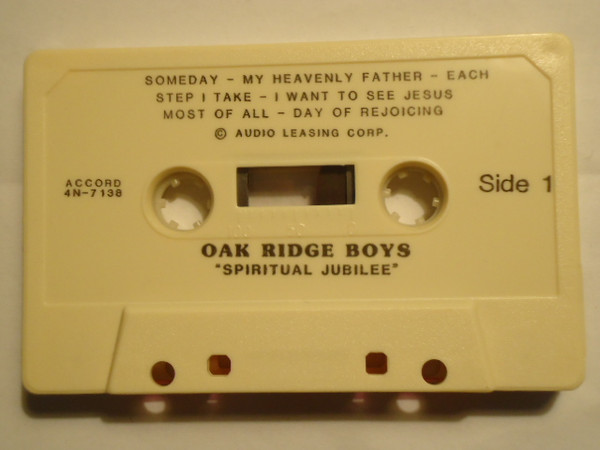 SOMEDAY - MY HEAVENLY FATHER - EACH
STEP I TAKE - I WANT TO SEE JESUS
MOST OF ALL - DAY OF REJOICING
© AUDIO LEASING CORP.
ACCORD
4N-7138
Side 1
OAK RIDGE BOYS
"SPIRITUAL JUBILEE"